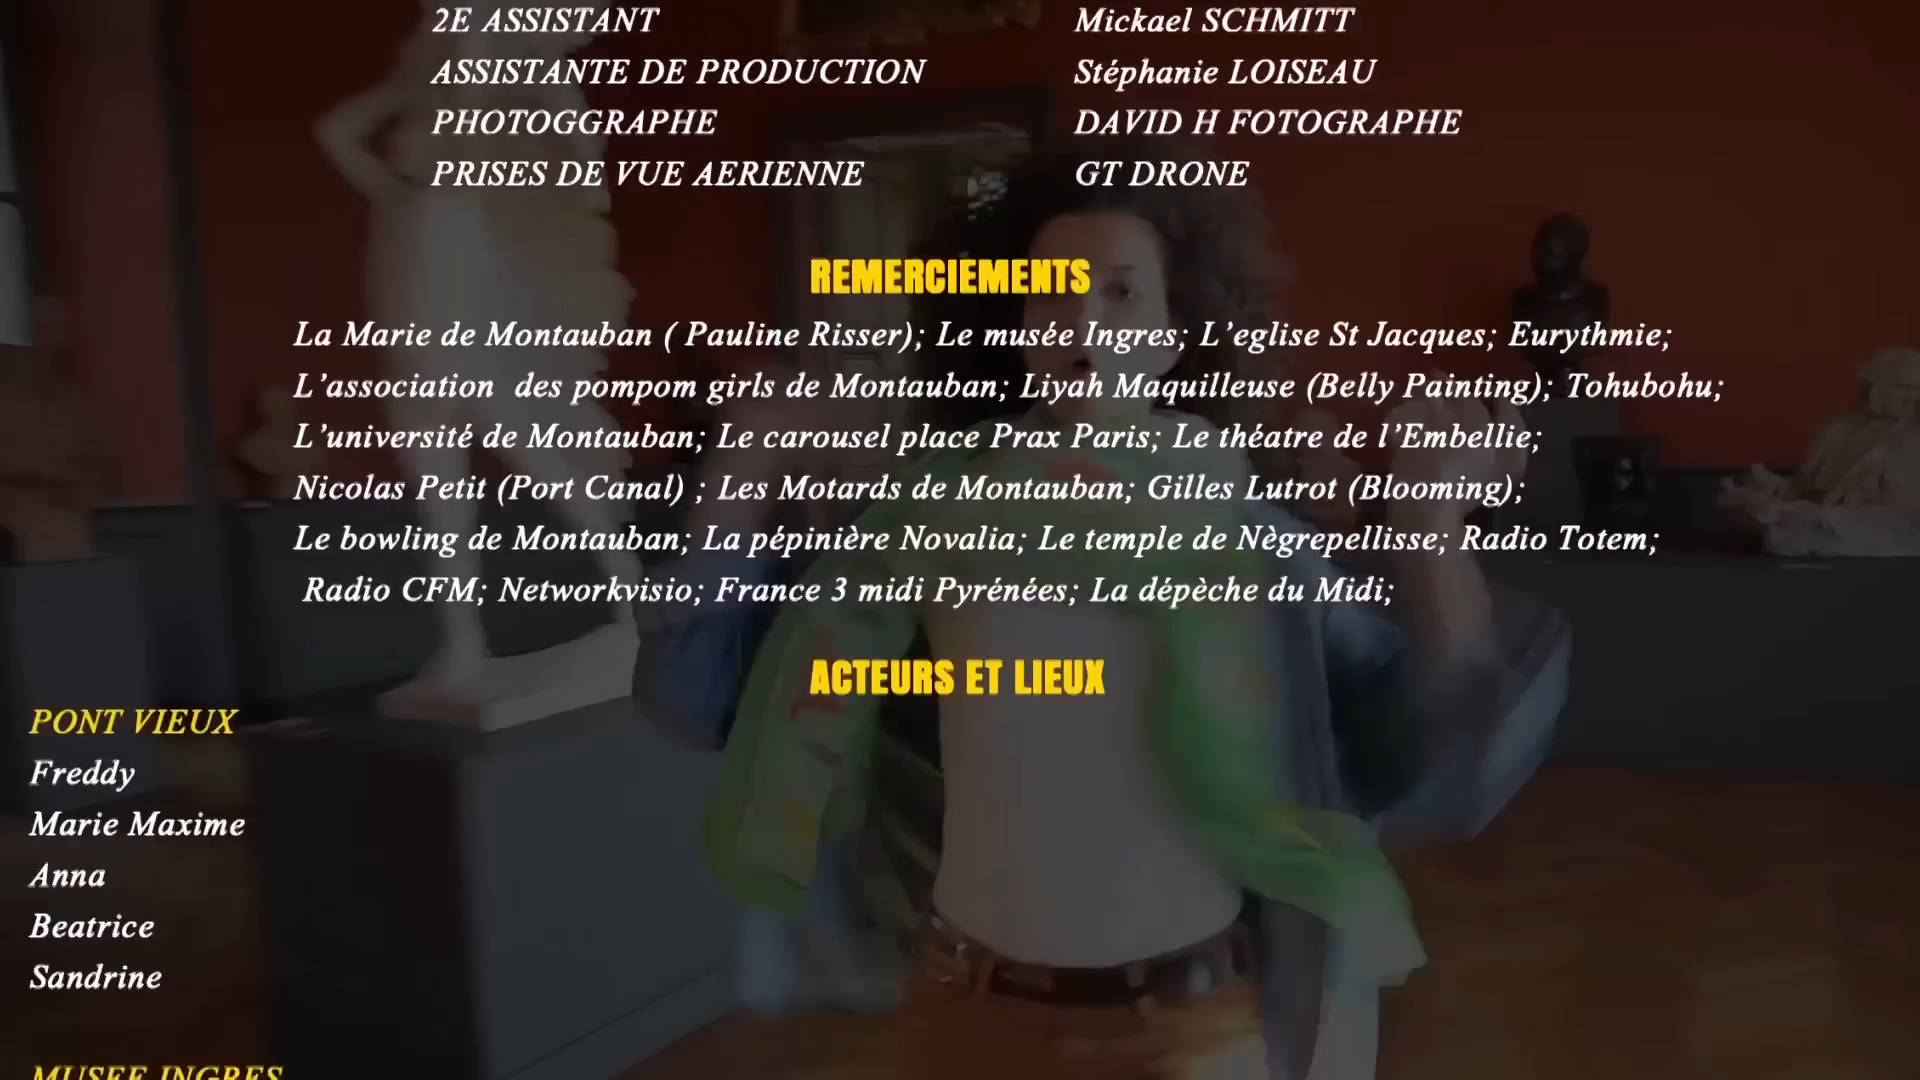 2E ASSISTANT Mickael SCHMITT
ASSISTANTE DE PRODUCTION Stéphanie LOISEAU
PHOTOGGRAPHE DAVID H FOTOGRAPHE
PRISES DE VUE AERIENNE GT DRONE
REMERCIEMENTS
La Marie de Montauban ( Pauline Risser); Le musée Ingres; L'eglise St Jacques; Eurythmie;
L'association des pompom girls de Montauban; Liyah Maquilleuse (Belly Painting); Tohubohu;
L'université de Montauban; Le carousel place Prax Paris; Le théatre de l'Embellie;
Nicolas Petit (Port Canal) ; Les Motards de Montauban; Gilles Lutrot (Blooming);
Le bowling de Montauban; La pépinière Novalia; Le temple de Nègrepellisse; Radio Totem;
Radio CFM; Networkvisio; France 3 midi Pyrénées; La dépèche du Midi;
ACTEURS ET LIEUX
PONT VIEUX
Freddy
Marie Maxime
Anna
Beatrice
Sandrine
MUSEE INGRES